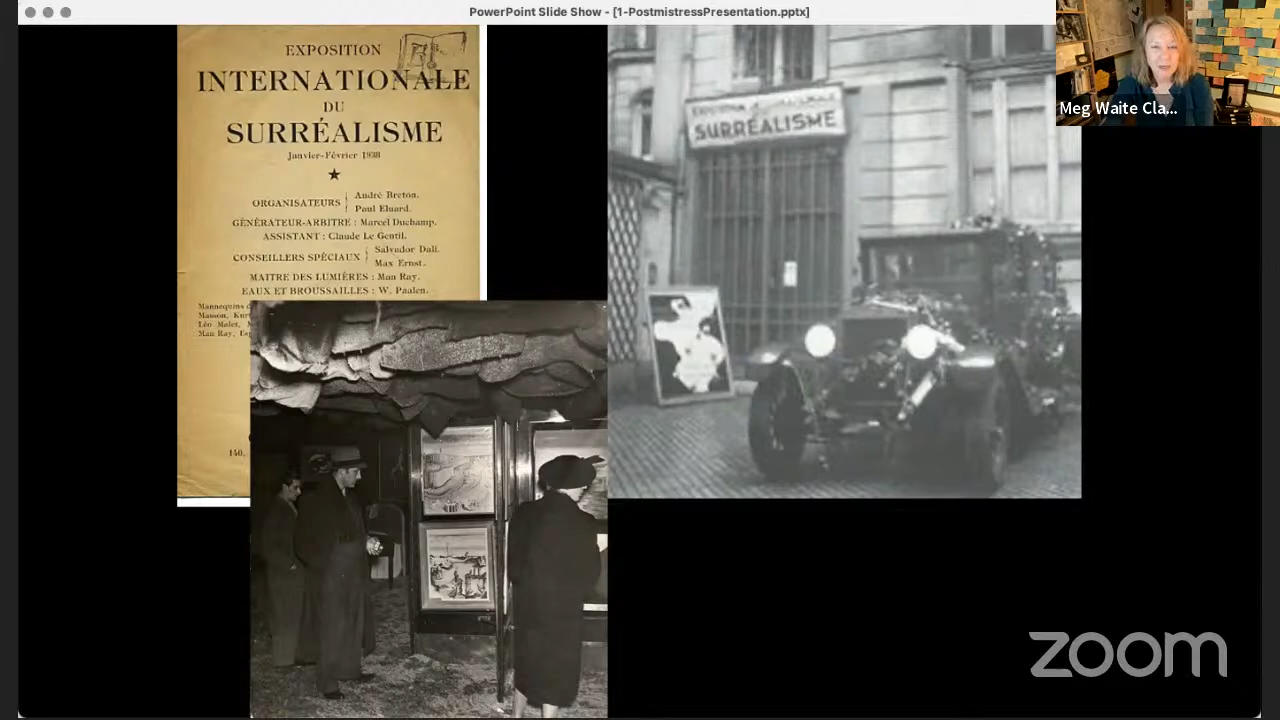 PowerPoint Slide Show - [1-PostmistressPresentation.pptx]
EXPOSITION
INTERNATIONALE
DU
SURRÉALISME
Janvier-Février 1938
ORGANISATEURS André Breton.
Paul Eluard.
GÉNÉRATEUR-ARBITRE : Marcel Duchamp.
ASSISTANT : Claude Le Gentil.
CONSEILLERS SPÉCIAUX Salvador Dali.
Max Ernst.
MAITRE DES LUMIÈRES : Man Ray.
EAUX ET BROUSSAILLES : W. Paalen.
Mannequins
Masson, Kur
Léo Malet,
Man Ray,
140,
SURRÉALISME
Meg Waite Cla...
zoom